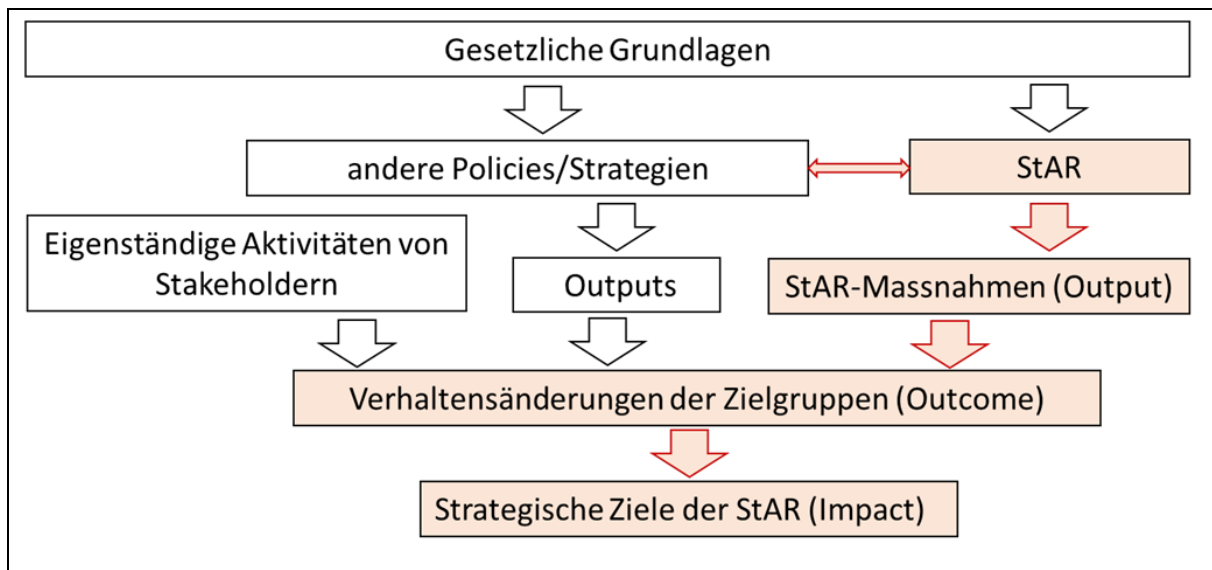 Gesetzliche Grundlagen
andere Policies/Strategien
StAR
Eigenständige Aktivitäten von
Stakeholdern
Outputs
StAR-Massnahmen (Output)
Verhaltensänderungen der Zielgruppen (Outcome)
Strategische Ziele der StAR (Impact)